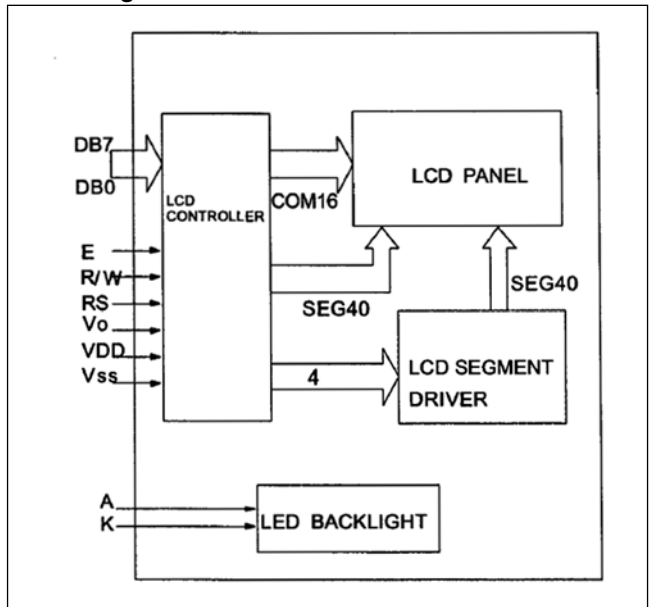 DB7
DB0
E
R/W
RS
Vo
VDD
Vss
LCD
CONTROLLER
COM16
LCD PANEL
SEG40
SEG40
4
LCD SEGMENT
DRIVER
A
K
LED BACKLIGHT